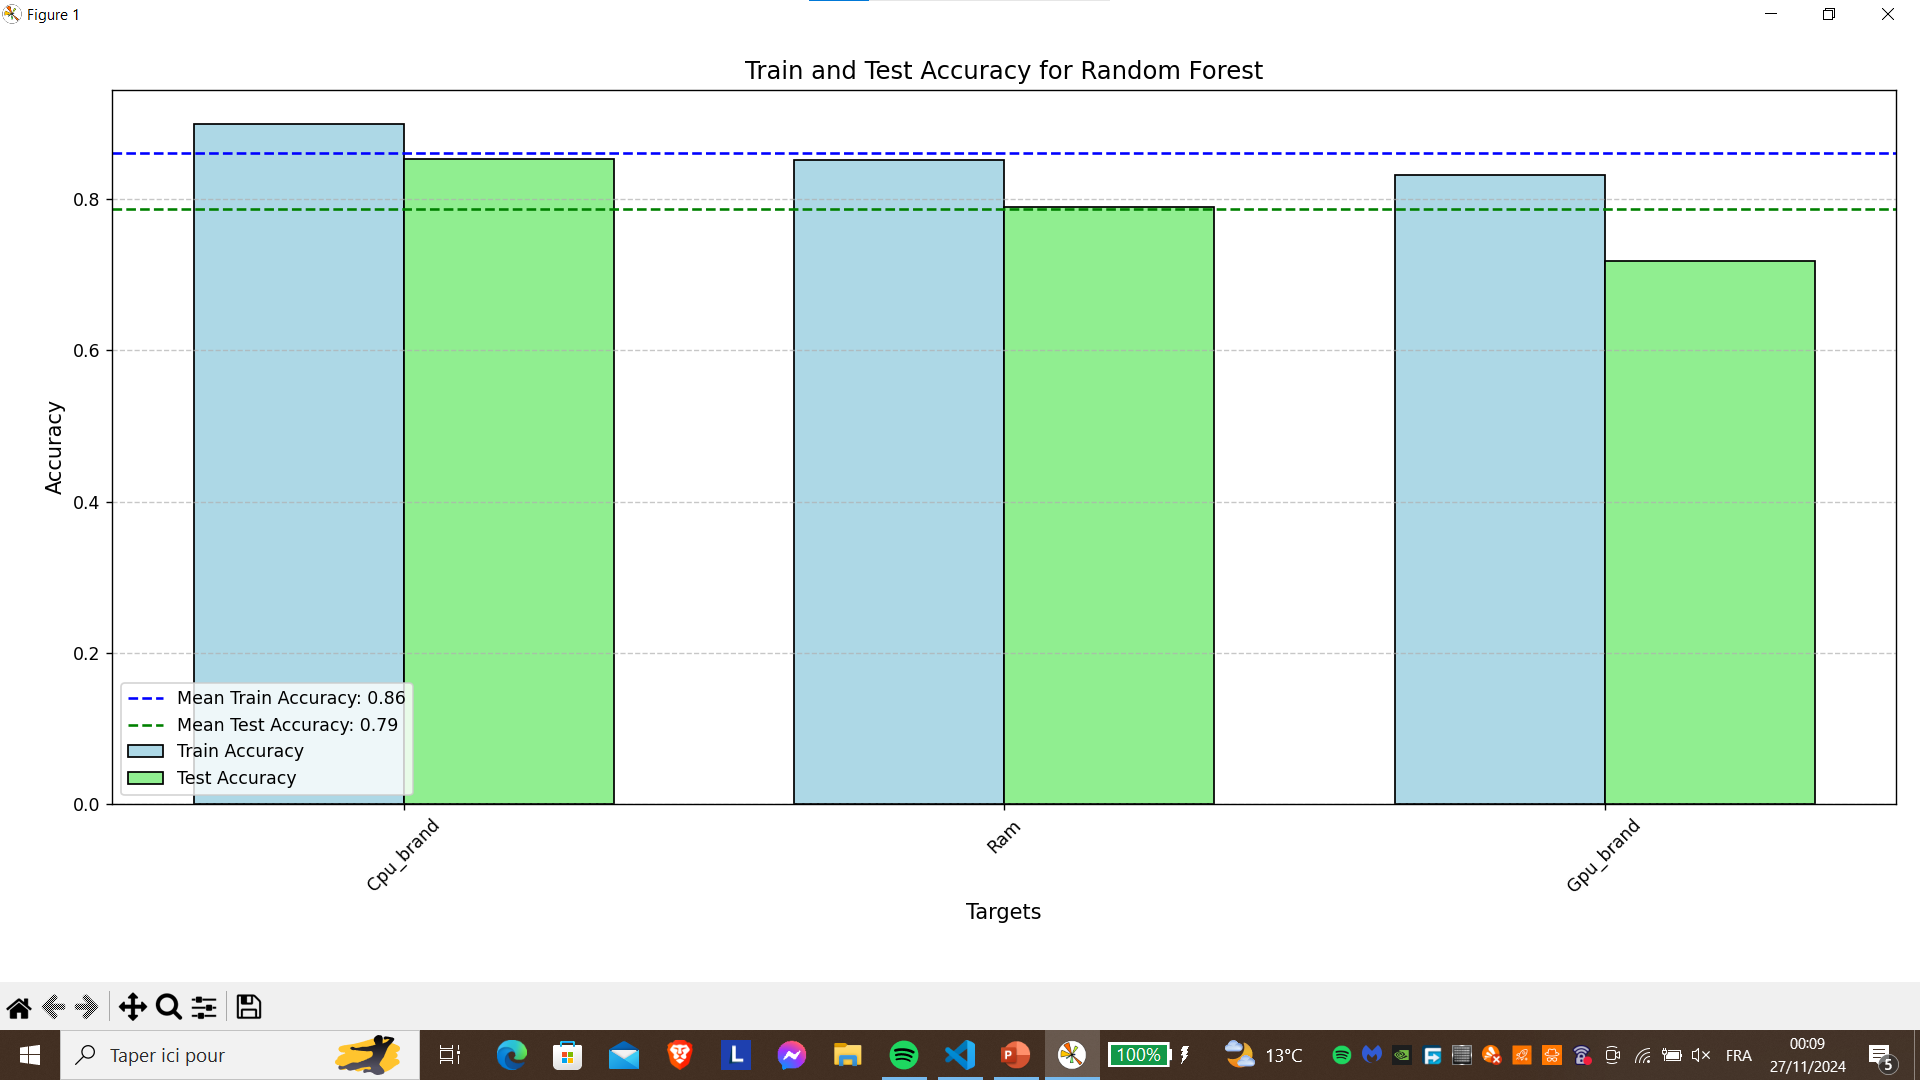 Figure 1
Train and Test Accuracy for Random Forest
Accuracy
0.8
0.6
0.4
0.2
0.0
Mean Train Accuracy: 0.86
Mean Test Accuracy: 0.79
Train Accuracy
Test Accuracy
Cpu_brand
Ram
Gpu_brand
Targets
Taper ici pour
L
P
100%
13°C
FRA
00:09
27/11/2024
5